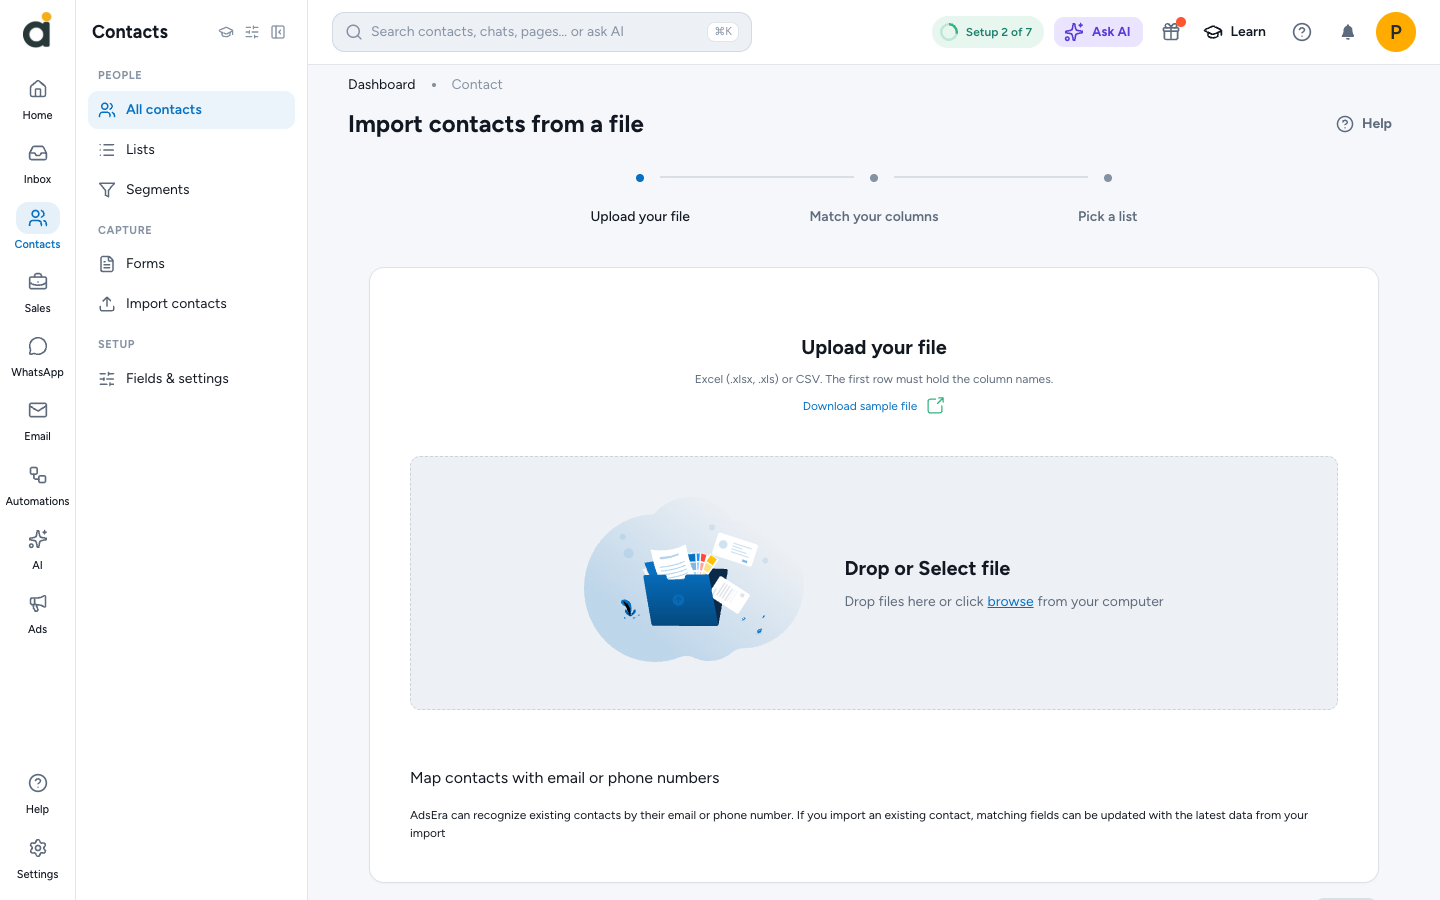 Contacts
Search contacts, chats, pages... or ask AI
⌘K
Setup 2 of 7
Ask AI
Learn
P
Home
Inbox
Contacts
Sales
WhatsApp
Email
Automations
AI
Ads
Help
Settings
PEOPLE
All contacts
Lists
Segments
CAPTURE
Forms
Import contacts
SETUP
Fields & settings
Dashboard • Contact
Import contacts from a file
Help
Upload your file
Match your columns
Pick a list
Upload your file
Excel (.xlsx, .xls) or CSV. The first row must hold the column names.
Download sample file
Drop or Select file
Drop files here or click browse from your computer
Map contacts with email or phone numbers
AdsEra can recognize existing contacts by their email or phone number. If you import an existing contact, matching fields can be updated with the latest data from your
import